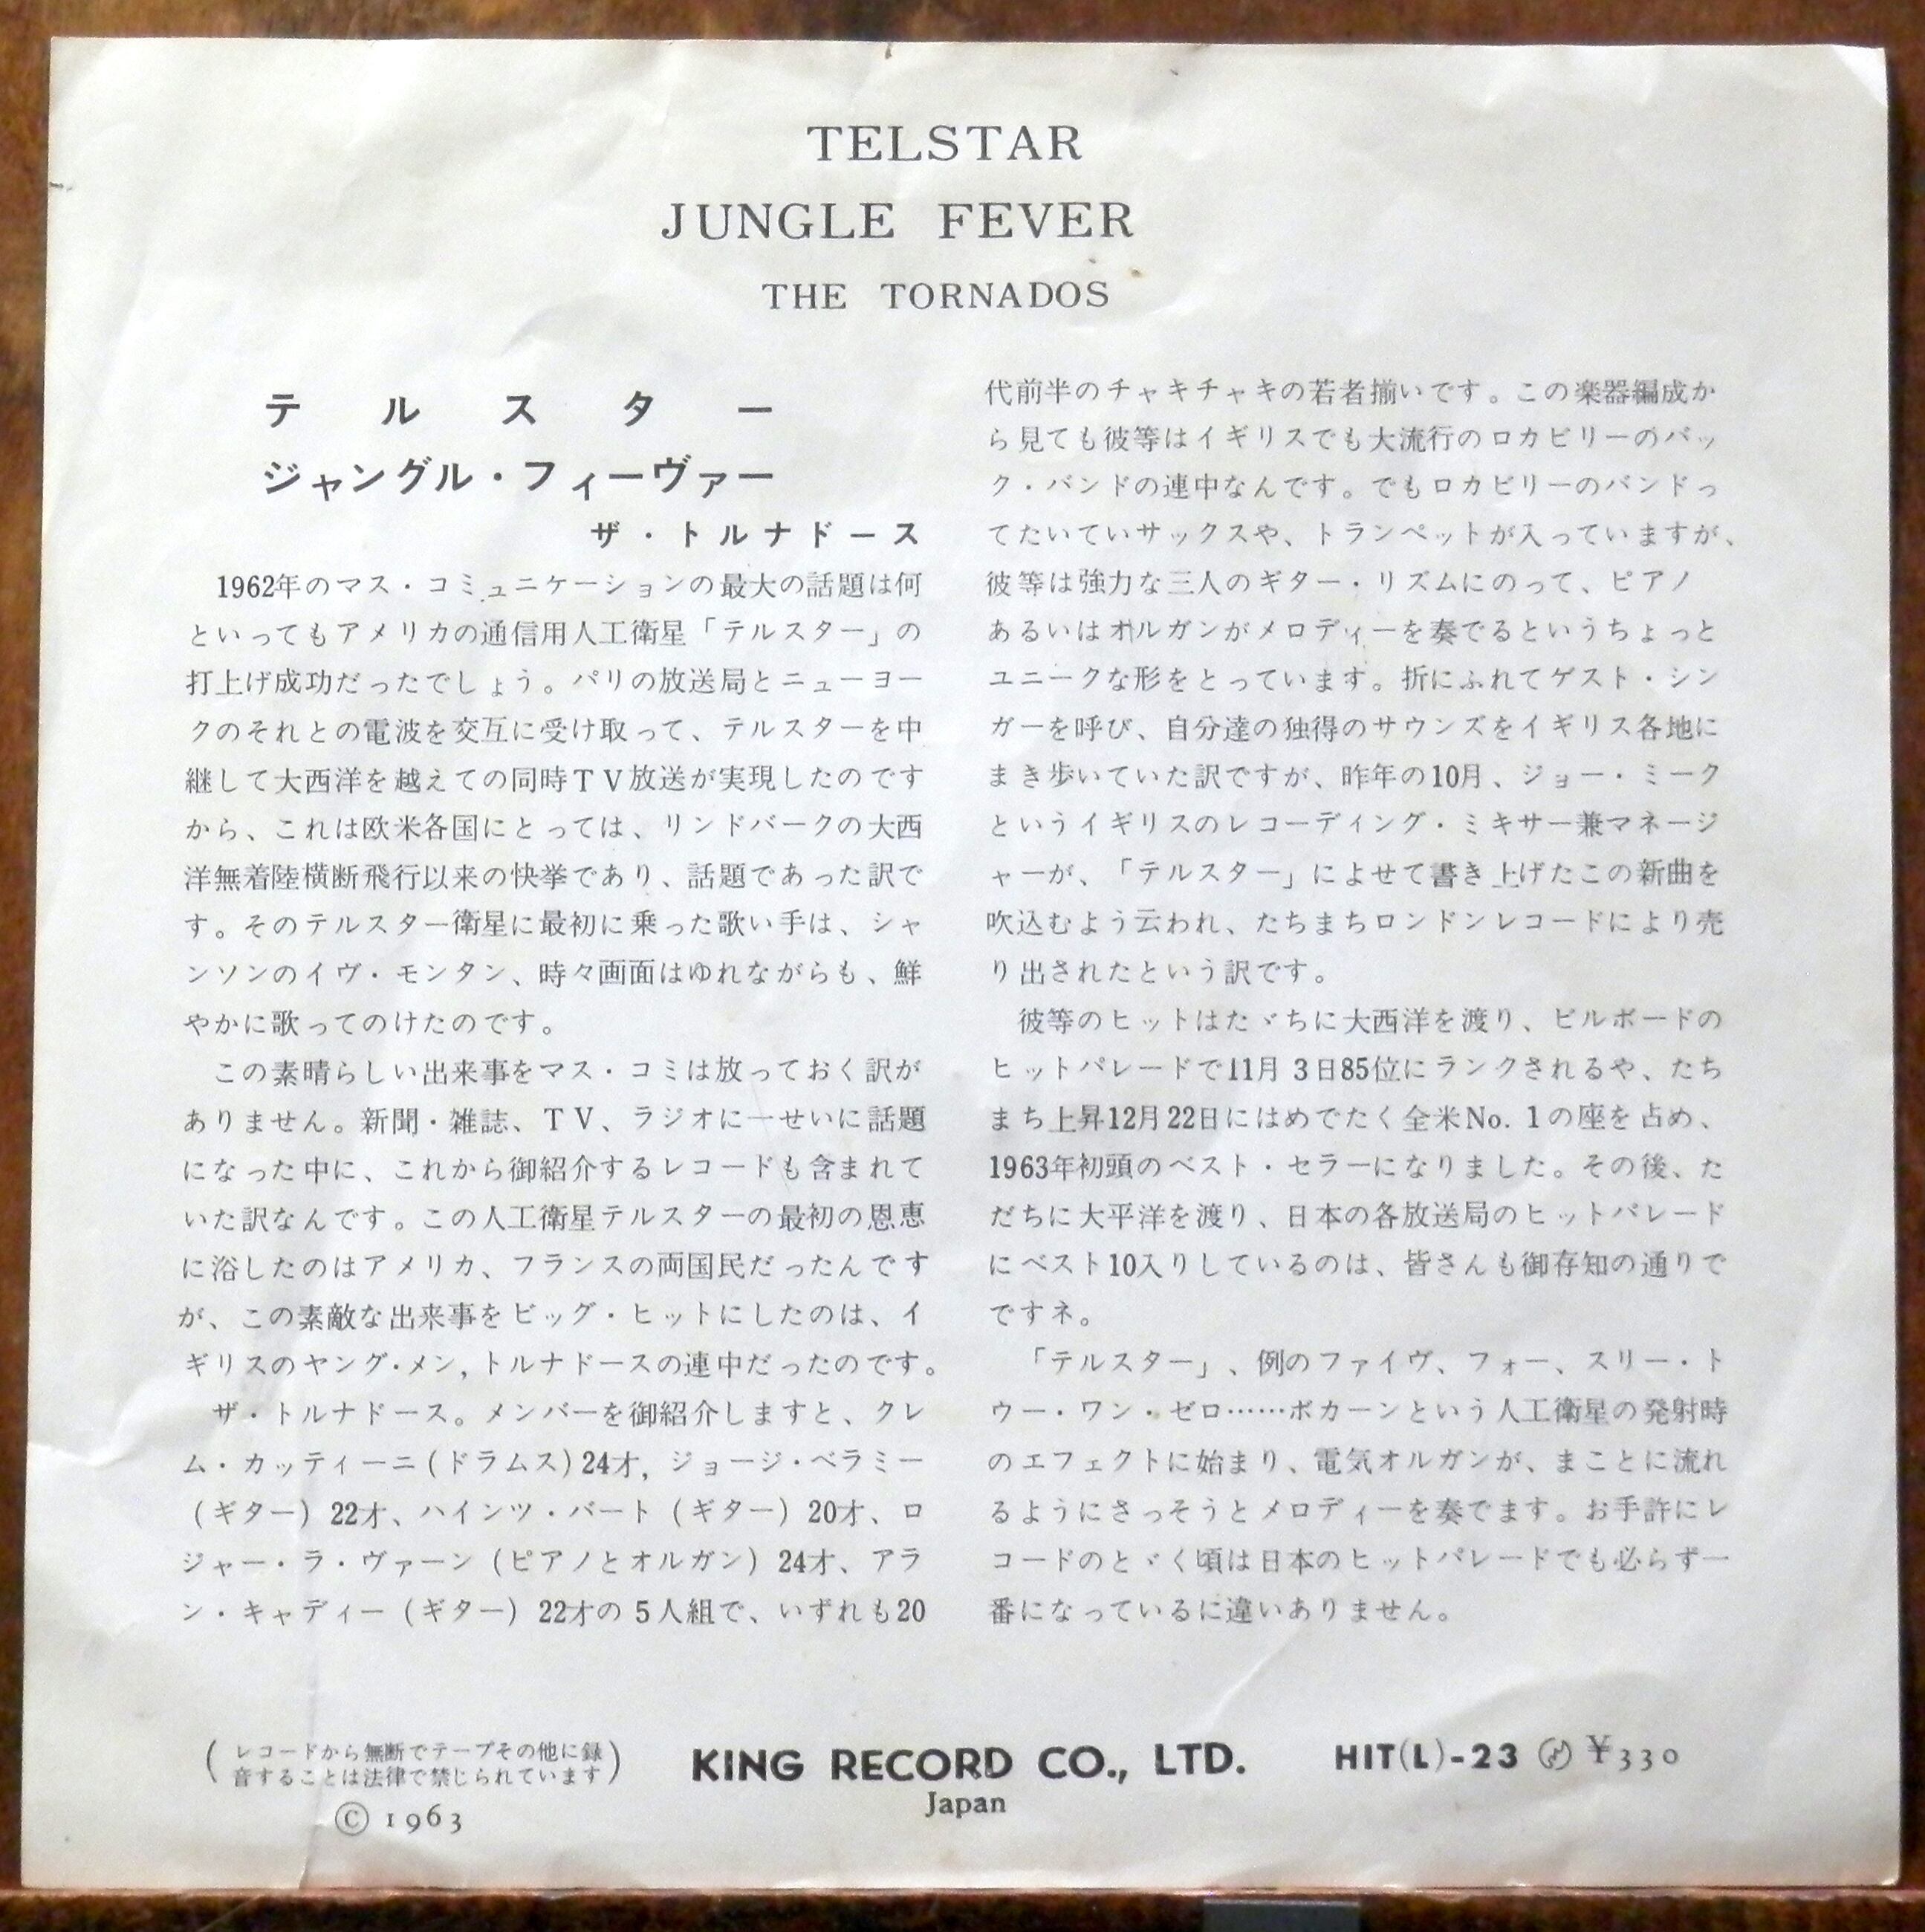 TELSTAR
JUNGLE FEVER
THE TORNADOS
テルスター
ジャングル・フィーヴァー
ザ・トルナドース
1962年のマス・コミュニケーションの最大の話題は何
といってもアメリカの通信用人工衛星「テルスター」の
打上げ成功だったでしょう。パリの放送局とニューヨー
クのそれとの電波を交互に受け取って、テルスターを中
継して大西洋を越えての同時TV放送が実現したのです
から、これは欧米各国にとっては、リンドバークの大西
洋無着陸横断飛行以来の快挙であり、話題であった訳で
す。そのテルスター衛星に最初に乗った歌い手は、シャ
ンソンのイヴ・モンタン、時々画面はゆれながらも、鮮
やかに歌ってのけたのです。
この素晴らしい出来事をマス・コミは放っておく訳が
ありません。新聞・雑誌、TV、ラジオに一せいに話題
になった中に、これから御紹介するレコードも含まれて
いた訳なんです。この人工衛星テルスターの最初の恩恵
に浴したのはアメリカ、フランスの両国民だったんです
が、この素敵な出来事をビッグ・ヒットにしたのは、イ
ギリスのヤング・メン,トルナドースの連中だったのです。
ザ・トルナドース。メンバーを御紹介しますと、クレ
ム・カッティーニ(ドラムス)24才,ジョージ・ベラミー
(ギター)22才、ハインツ・バート(ギター)20才、ロ
ジャー・ラ・ヴァーン(ピアノとオルガン)24才、アラ
ン・キャディー(ギター)22才の5人組で、いずれも20
代前半のチャキチャキの若者揃いです。この楽器編成か
ら見ても彼等はイギリスでも大流行のロカビリーのバッ
ク・バンドの連中なんです。でもロカビリーのバンドっ
てたいていサックスや、トランペットが入っていますが、
彼等は強力な三人のギター・リズムにのって、ピアノ
あるいはオルガンがメロディーを奏でるというちょっと
ユニークな形をとっています。折にふれてゲスト・シン
ガーを呼び、自分達の独得のサウンズをイギリス各地に
まき歩いていた訳ですが、昨年の10月、ジョー・ミーク
というイギリスのレコーディング・ミキサー兼マネージ
ャーが、「テルスター」によせて書き上げたこの新曲を
吹込むよう云われ、たちまちロンドンレコードにより売
り出されたという訳です。
彼等のヒットはたゞちに大西洋を渡り、ビルボードの
ヒットパレードで11月3日85位にランクされるや、たち
まち上昇12月22日にはめでたく全米No. 1の座を占め、
1963年初頭のベスト・セラーになりました。その後、た
だちに大平洋を渡り、日本の各放送局のヒットパレード
にベスト10入りしているのは、皆さんも御存知の通りで
ですネ。
「テルスター」、例のファイヴ、フォー、スリー・ト
ウー・ワン・ゼロ……ボカーンという人工衛星の発射時
のエフェクトに始まり、電気オルガンが、まことに流れ
るようにさっそうとメロディーを奏でます。お手許にレ
コードのとゞく頃は日本のヒットパレードでも必らず一
番になっているに違いありません。
(レコードから無断でテープその他に録
音することは法律で禁じられています)
© 1963
KING RECORD CO., LTD.
Japan
HIT(L)-23 ¥330